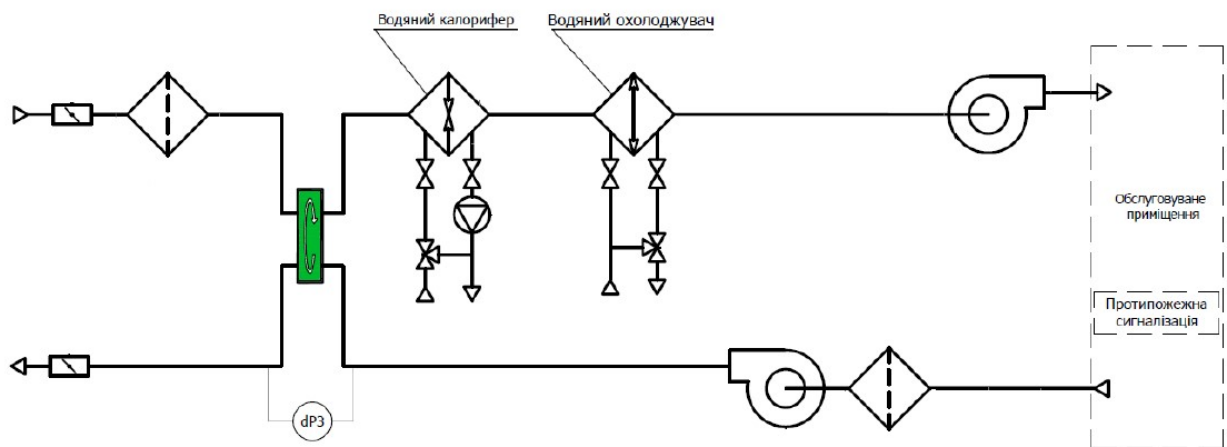 Водяний калорифер
Водяний охолоджувач
Обслуговуване
приміщення
Протипожежна
сигналізація
dP3